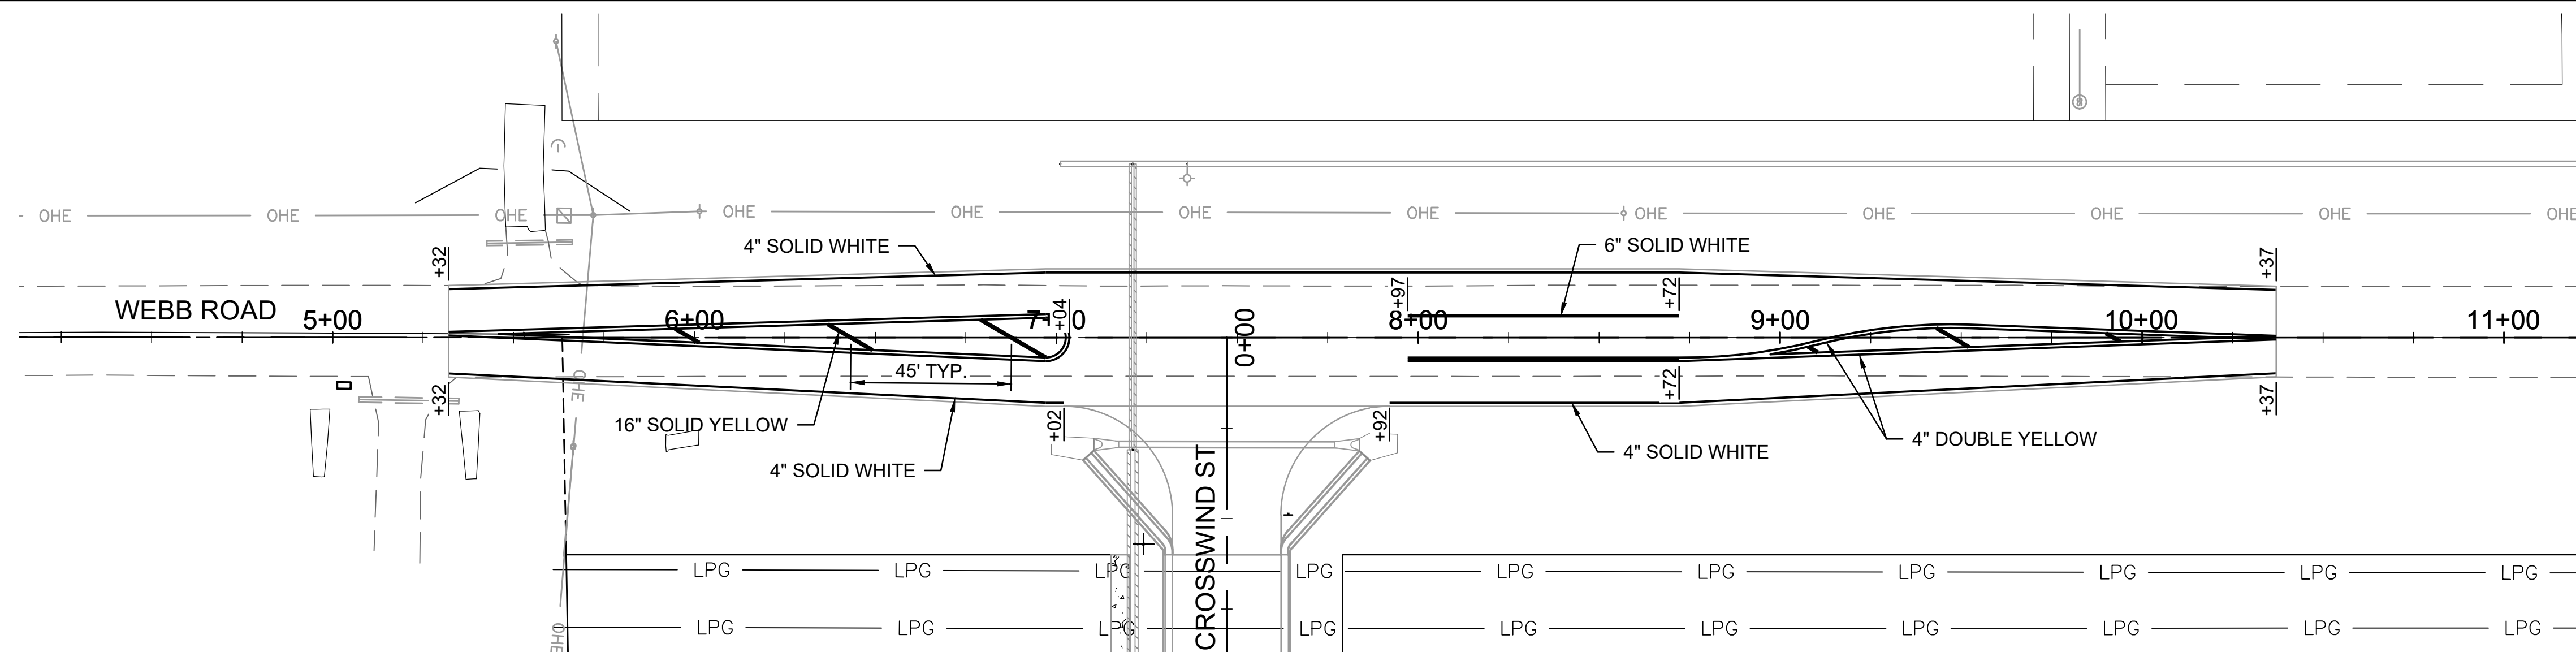 OHE OHE OHE OHE OHE OHE OHE OHE OHE OHE OHE OHE
4" SOLID WHITE
6" SOLID WHITE
+32
+97
+72
+37
WEBB ROAD
5+00
6+00
+04
0+00
8+00
9+00
10+00
11+00
45' TYP.
OHE
+32
+02
+92
+72
+37
16" SOLID YELLOW
4" SOLID WHITE
4" SOLID WHITE
4" DOUBLE YELLOW
CROSSWIND ST
LPG LPG LPG LPG LPG LPG LPG LPG LPG LPG
LPG LPG LPG LPG LPG LPG LPG LPG LPG LPG
OHE